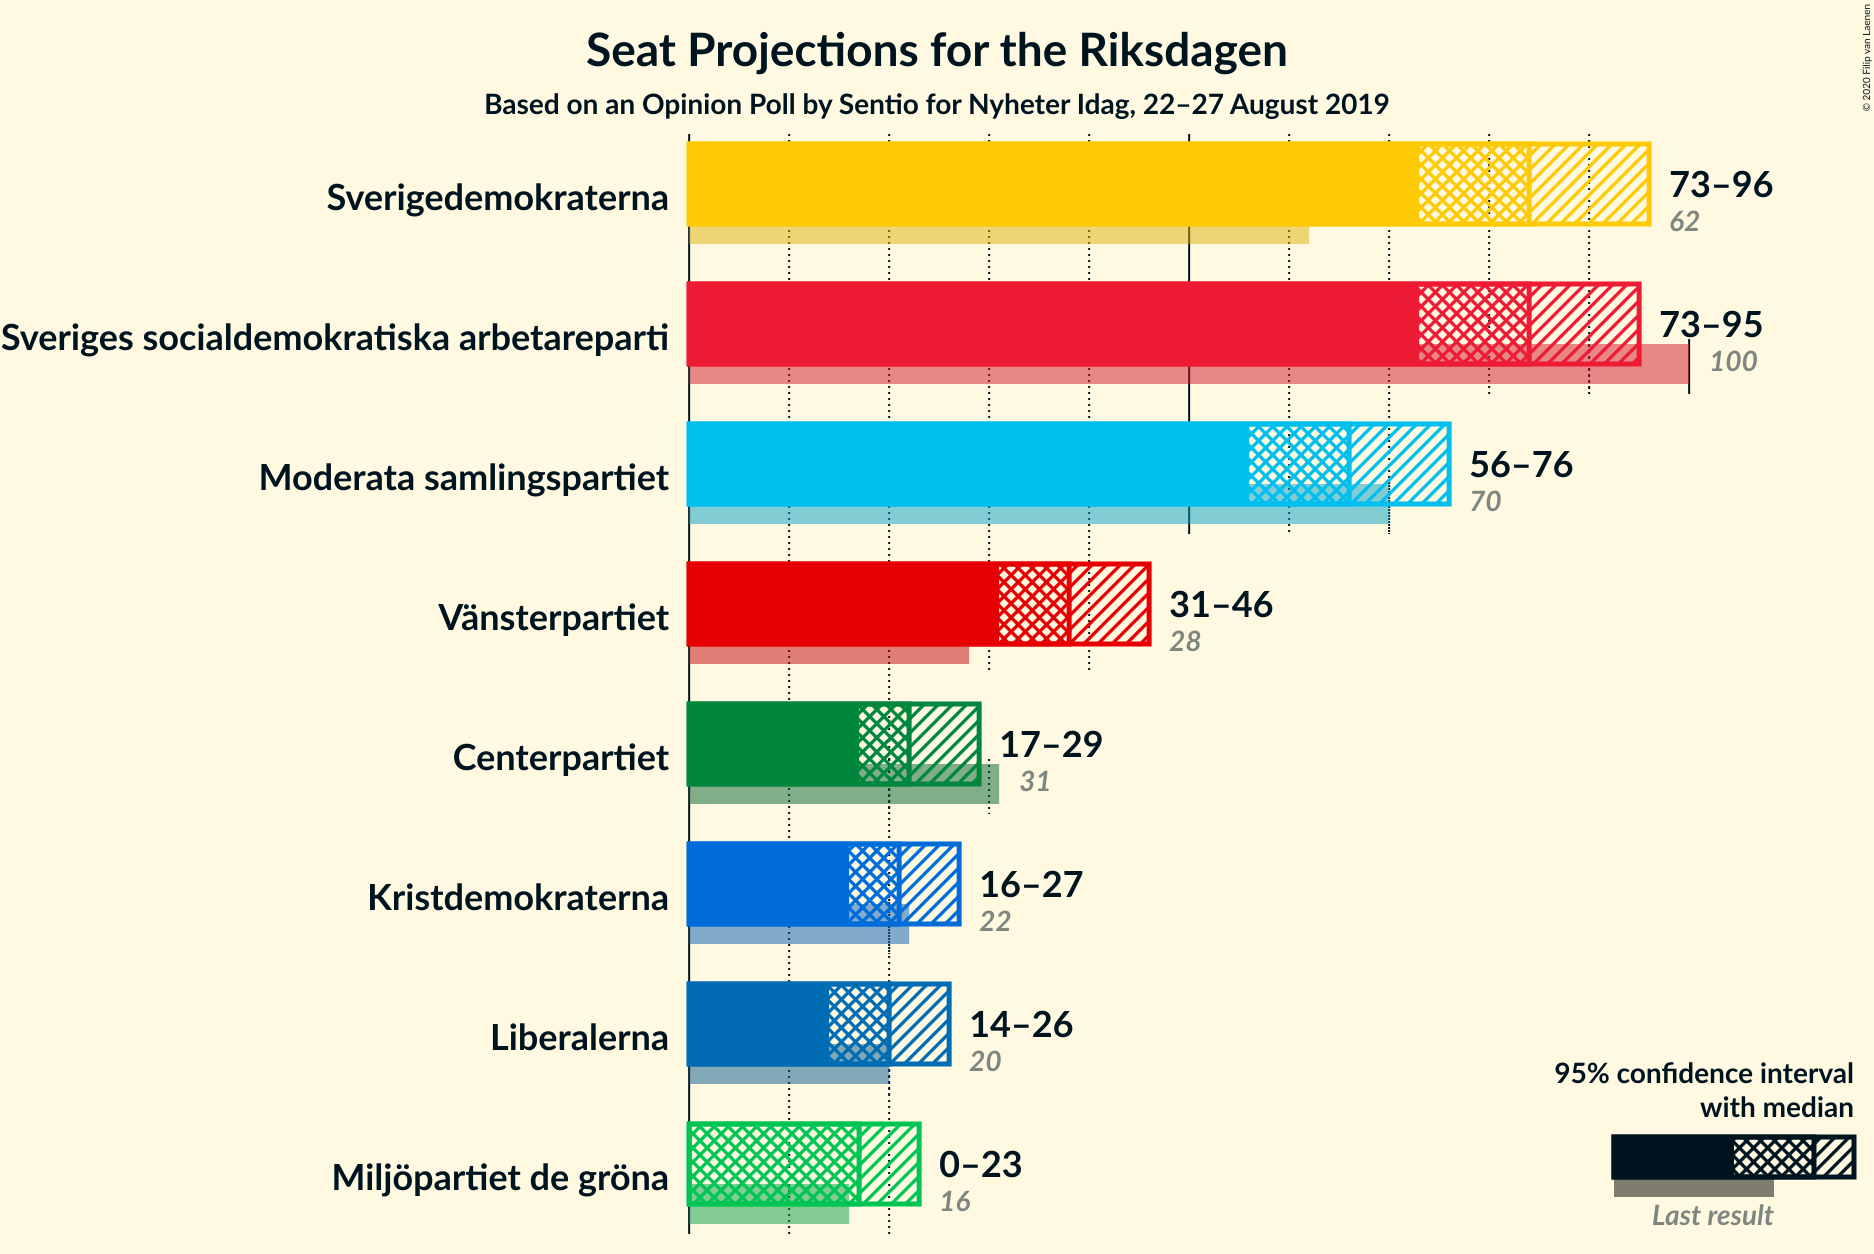 Seat Projections for the Riksdagen
Based on an Opinion Poll by Sentio for Nyheter Idag, 22–27 August 2019
© 2020 Filip van Laenen
Sverigedemokraterna
73–96
62
Sveriges socialdemokratiska arbetareparti
73–95
100
Moderata samlingspartiet
56–76
70
Vänsterpartiet
31–46
28
Centerpartiet
17–29
31
Kristdemokraterna
16–27
22
Liberalerna
14–26
20
Miljöpartiet de gröna
0–23
16
95% confidence interval
with median
Last result